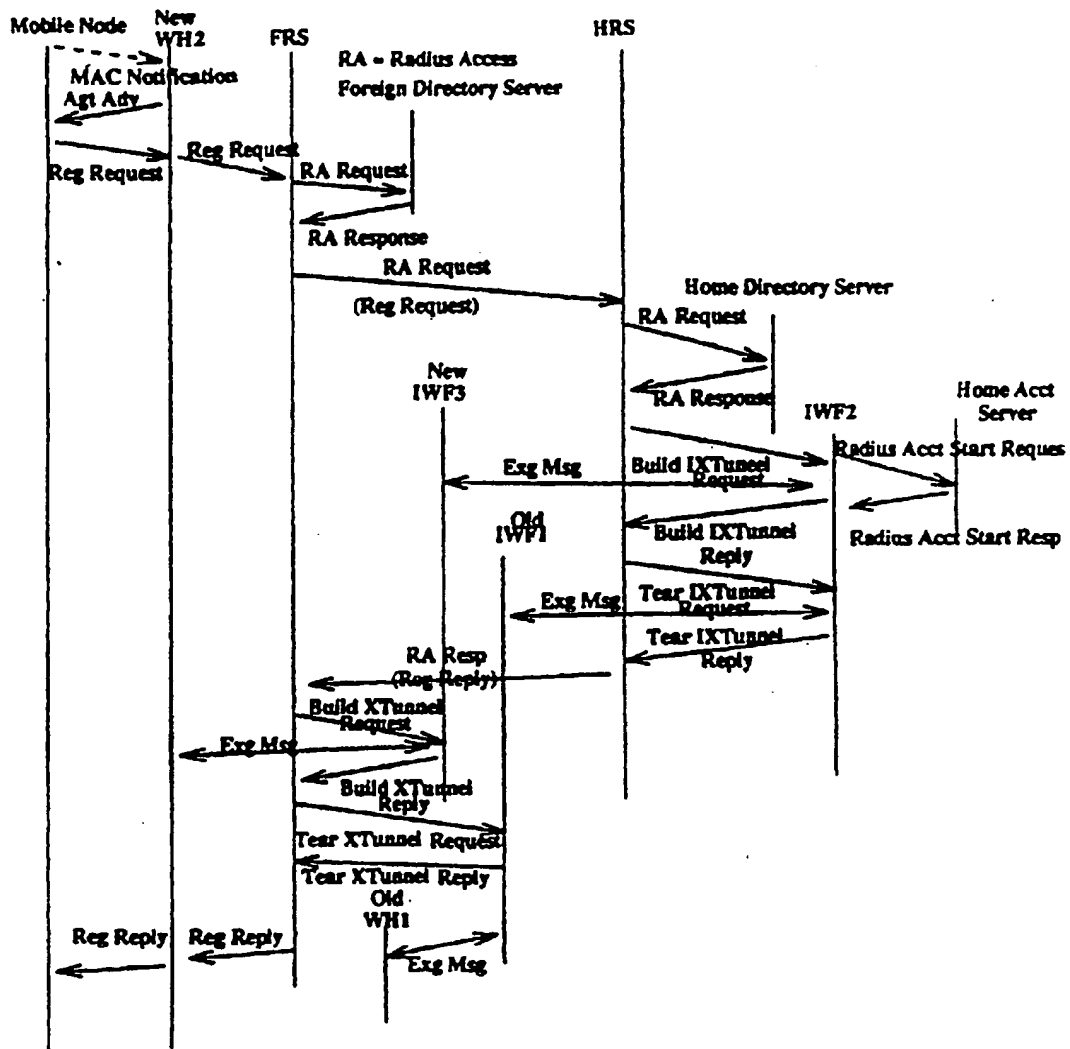 Mobile Node
New
WH2
FRS
HRS
RA = Radius Access
Foreign Directory Server
MAC Notification
Agt Adv
Reg Request
Reg Request
RA Request
RA Response
RA Request
(Reg Request)
Home Directory Server
RA Request
RA Response
New
IWF3
IWF2
Home Acct
Server
Radius Acct Start Reques
Exg Msg
Build IXTuneel
Request
Old
IWF1
Build IXTunnel
Reply
Radius Acct Start Resp
Exg Msg
Tear IXTunnel
Request
Tear IXTunnel
Reply
RA Resp
(Reg Reply)
Build XTunnel
Request
Exg Msg
Build XTunnel
Reply
Tear XTunnel Request
Tear XTunnel Reply
Old
WH1
Reg Reply
Reg Reply
Exg Msg